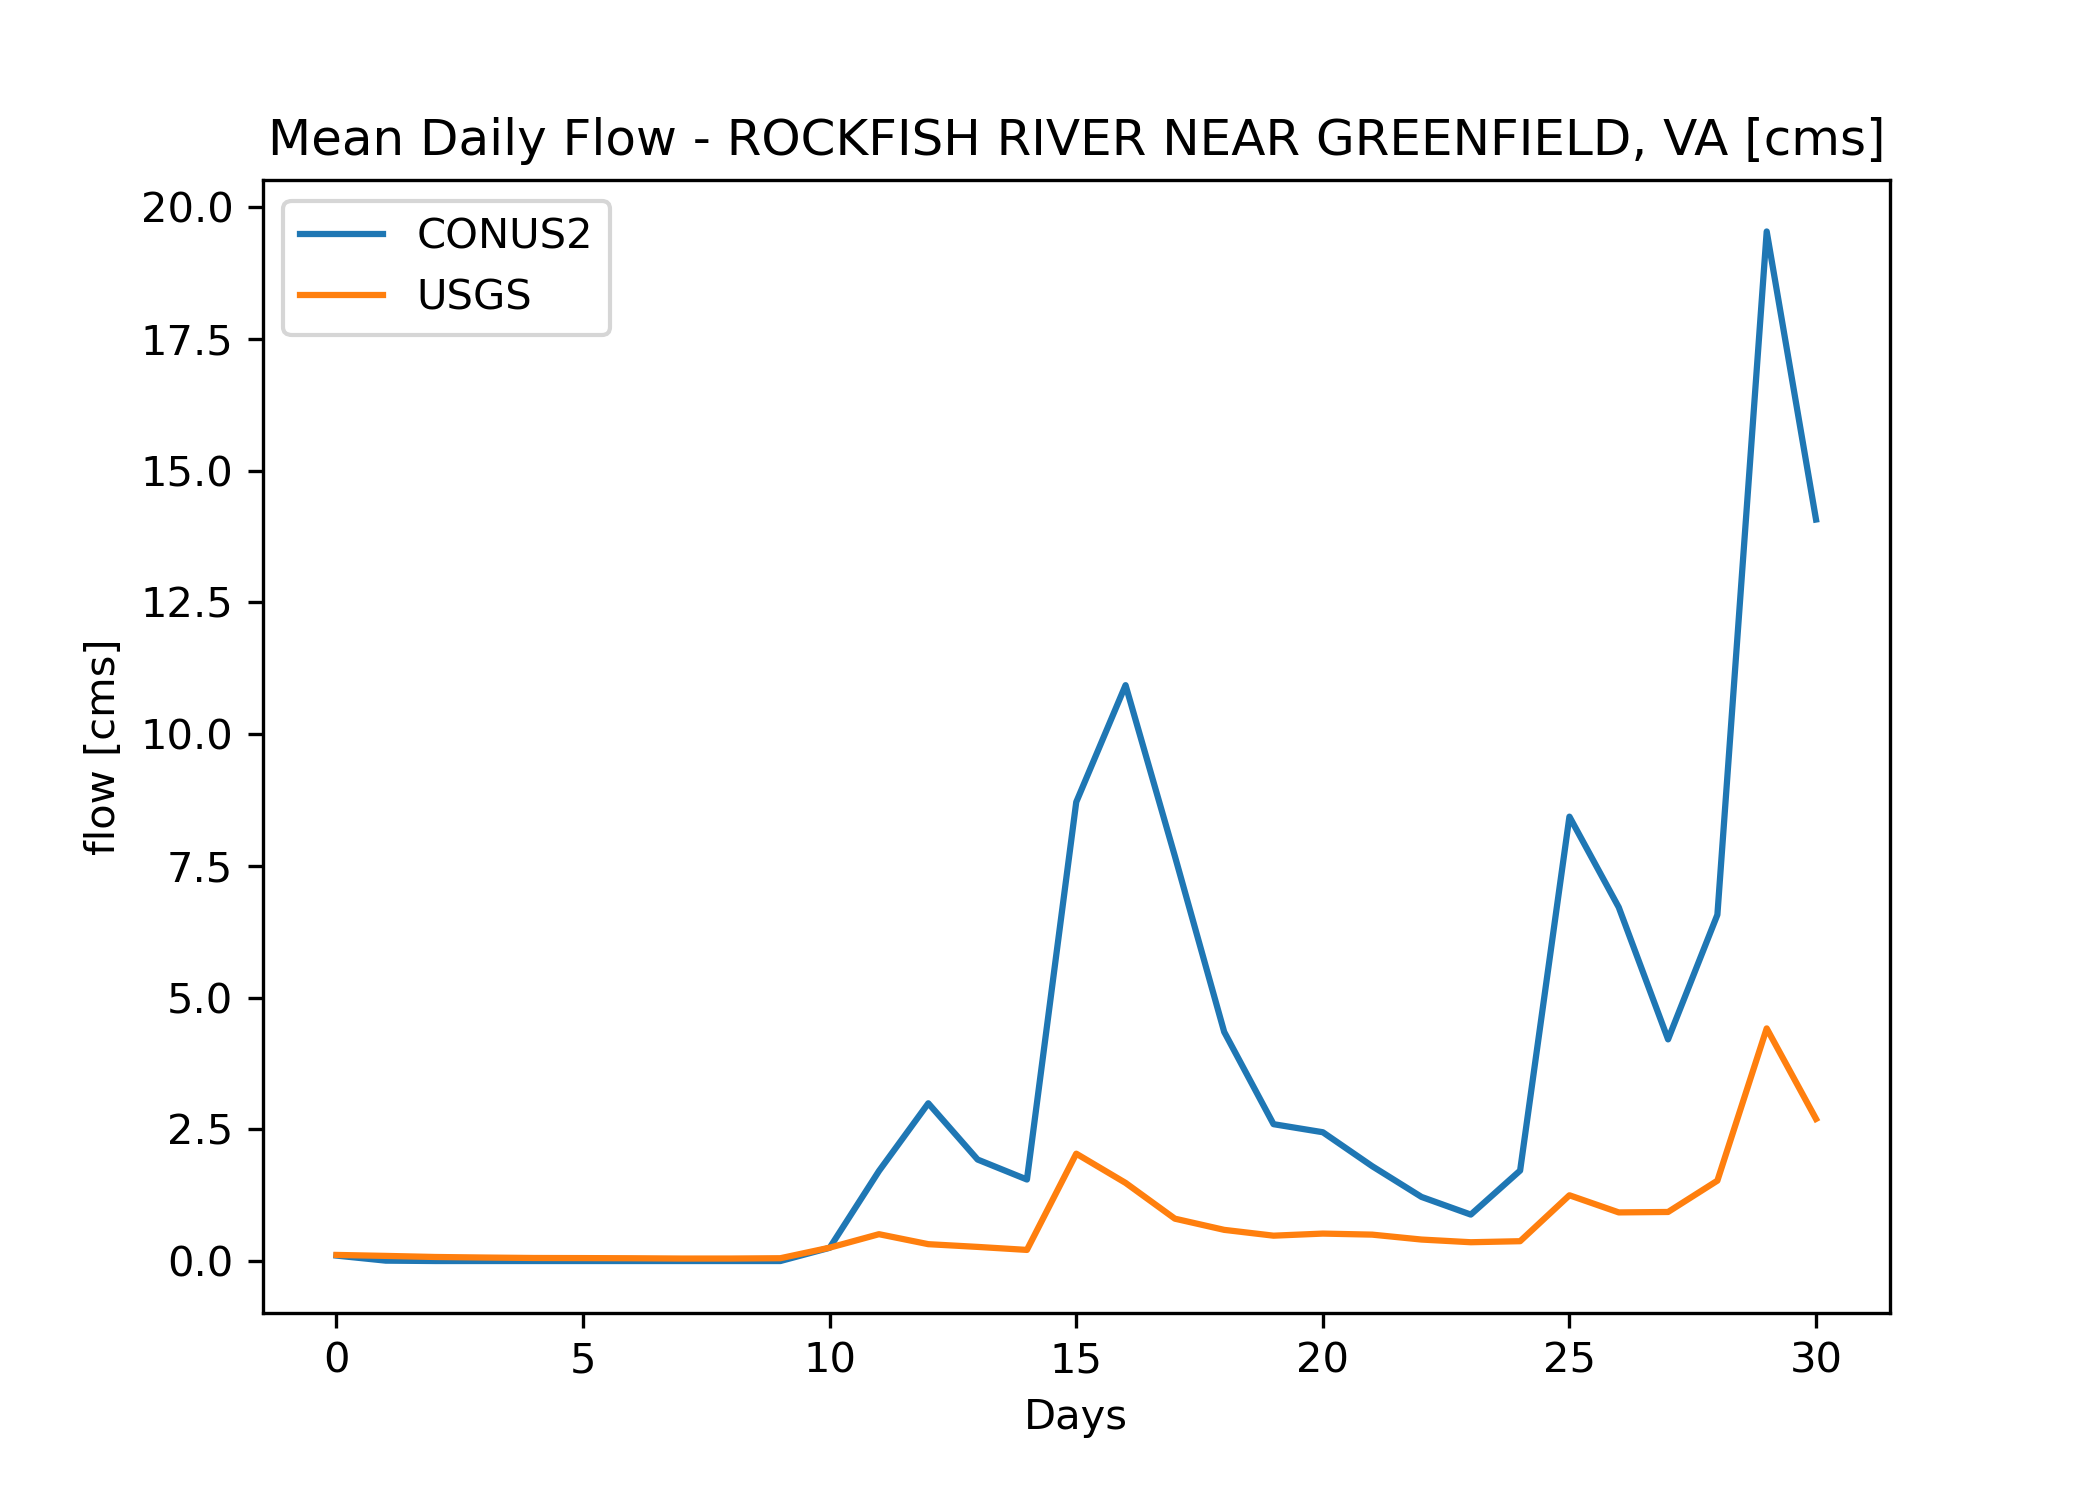 Mean Daily Flow - ROCKFISH RIVER NEAR GREENFIELD, VA [cms]
CONUS2
USGS
20.0
17.5
15.0
12.5
10.0
7.5
5.0
2.5
0.0
flow [cms]
0 5 10 15 20 25 30
Days